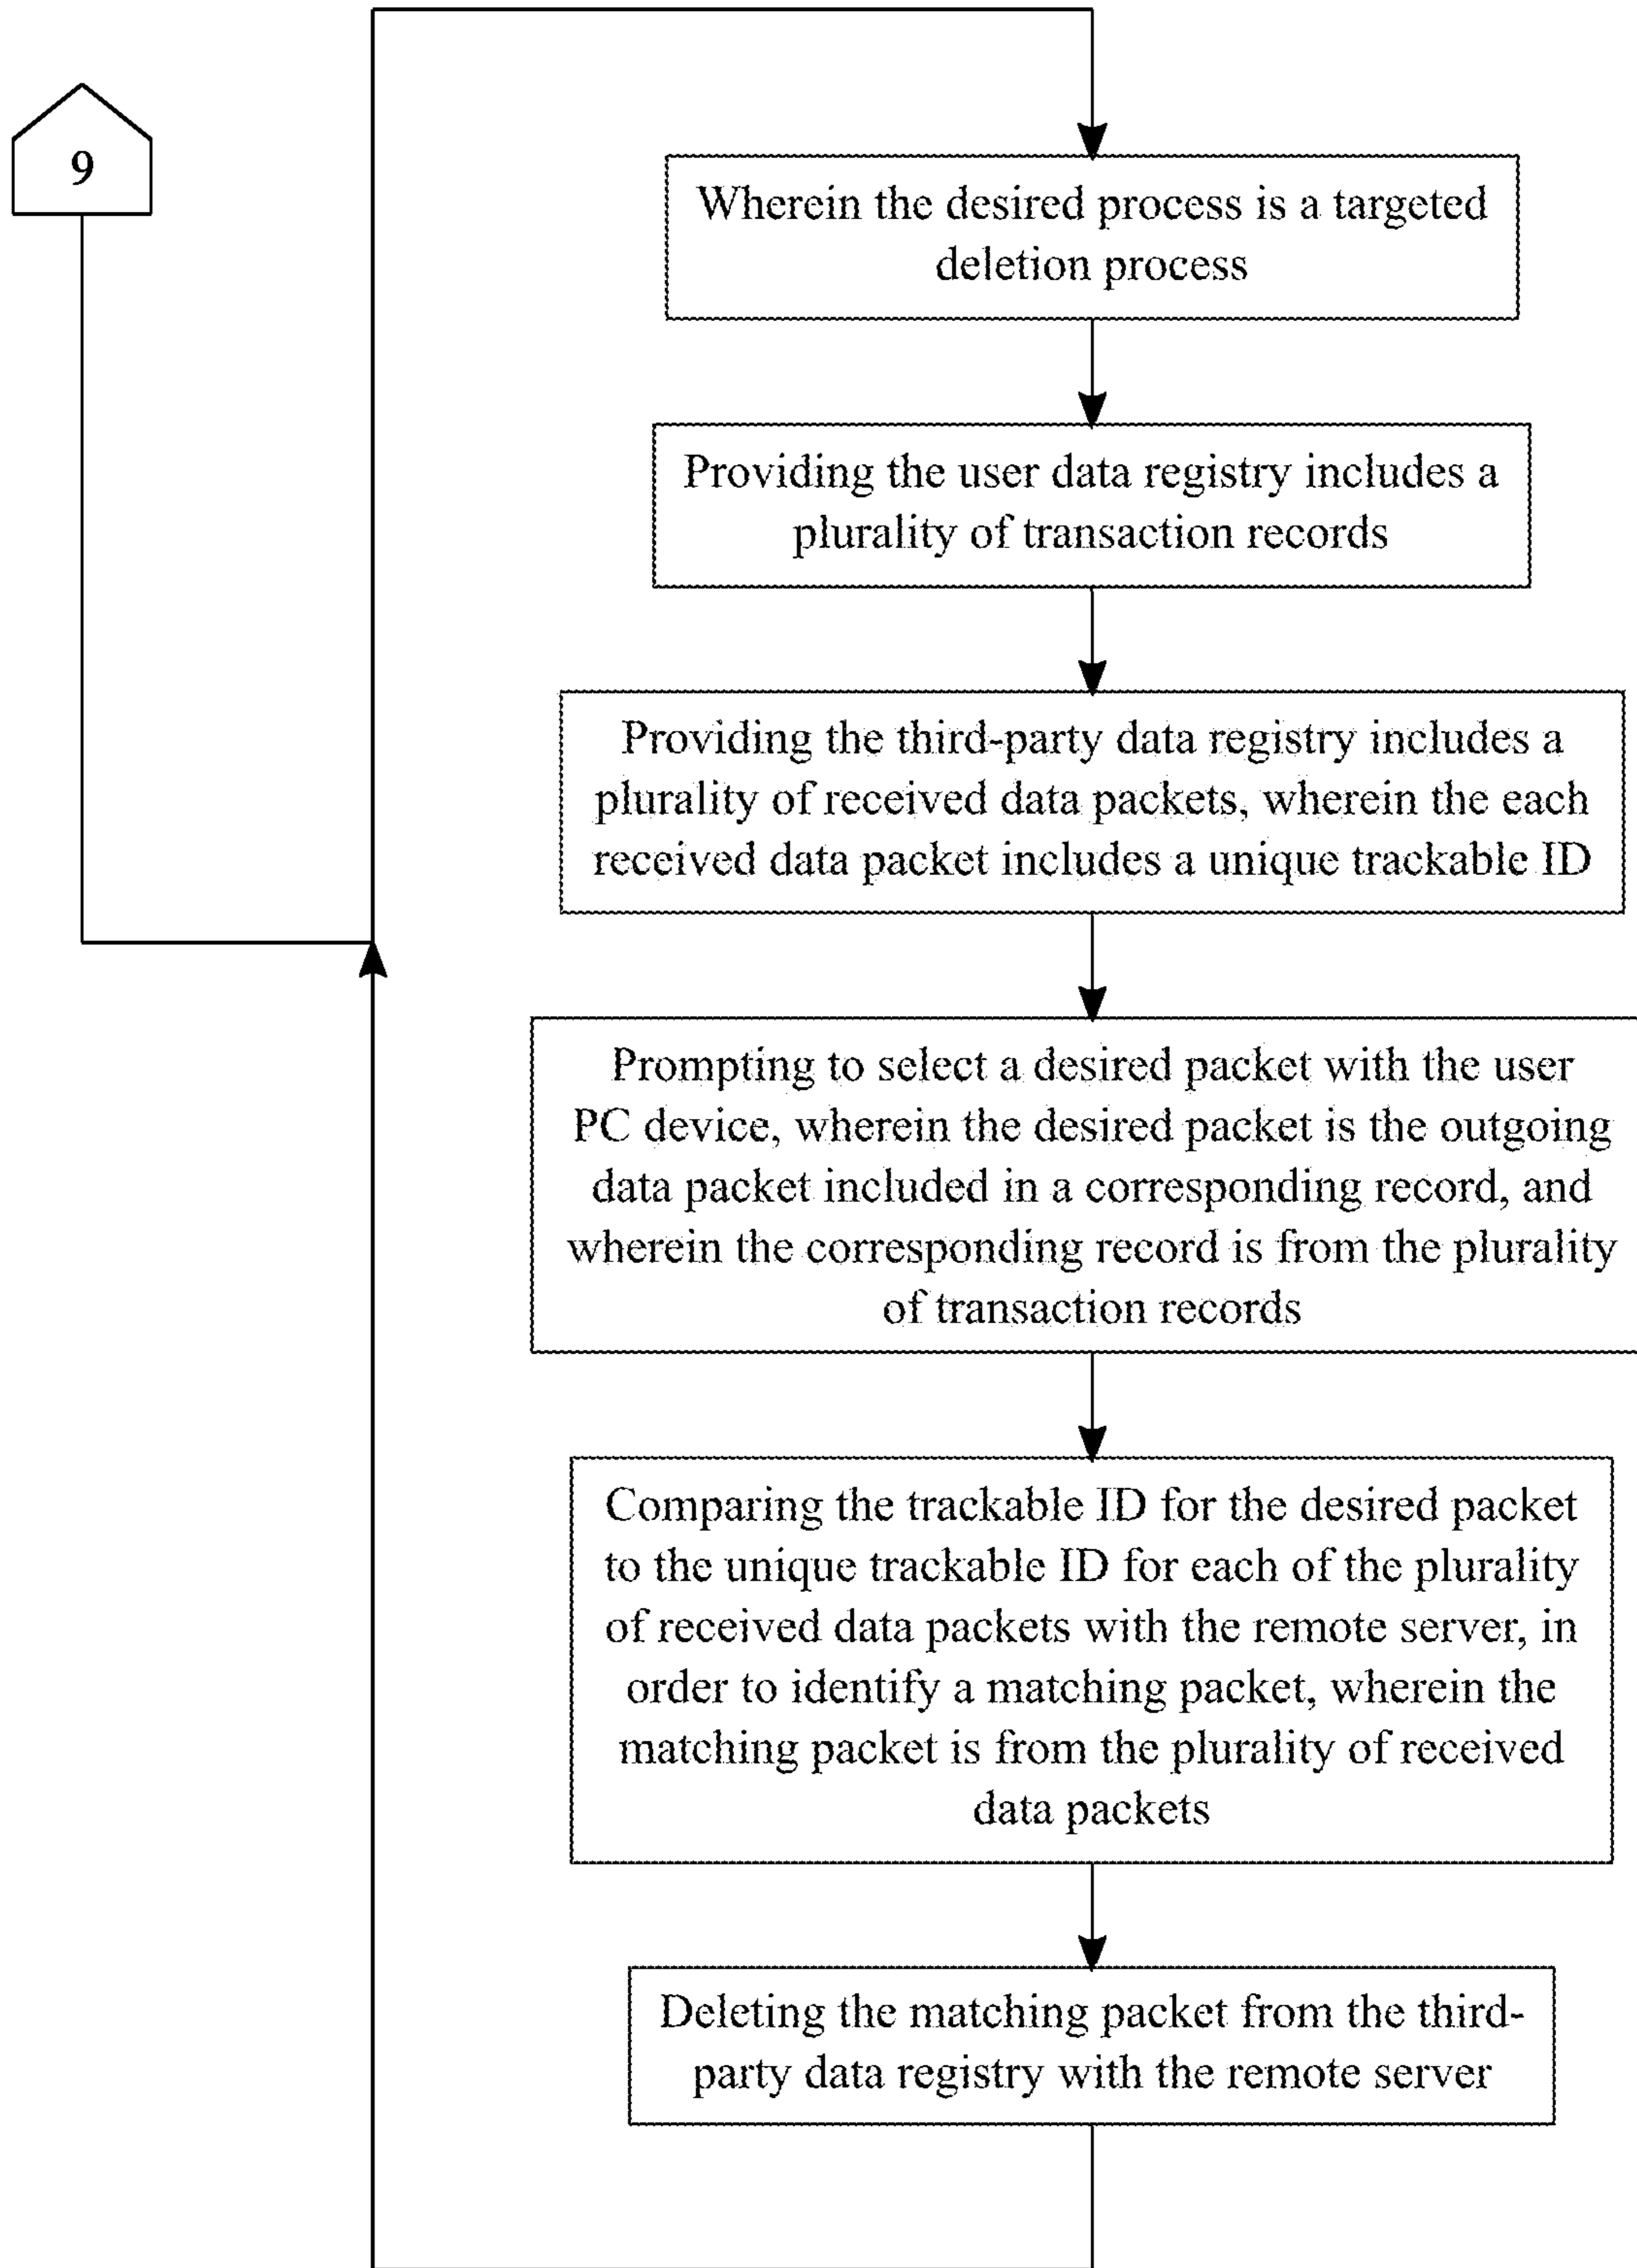 9
Wherein the desired process is a targeted
deletion process
Providing the user data registry includes a
plurality of transaction records
Providing the third-party data registry includes a
plurality of received data packets, wherein the each
received data packet includes a unique trackable ID
Prompting to select a desired packet with the user
PC device, wherein the desired packet is the outgoing
data packet included in a corresponding record, and
wherein the corresponding record is from the plurality
of transaction records
Comparing the trackable ID for the desired packet
to the unique trackable ID for each of the plurality
of received data packets with the remote server, in
order to identify a matching packet, wherein the
matching packet is from the plurality of received
data packets
Deleting the matching packet from the third-
party data registry with the remote server